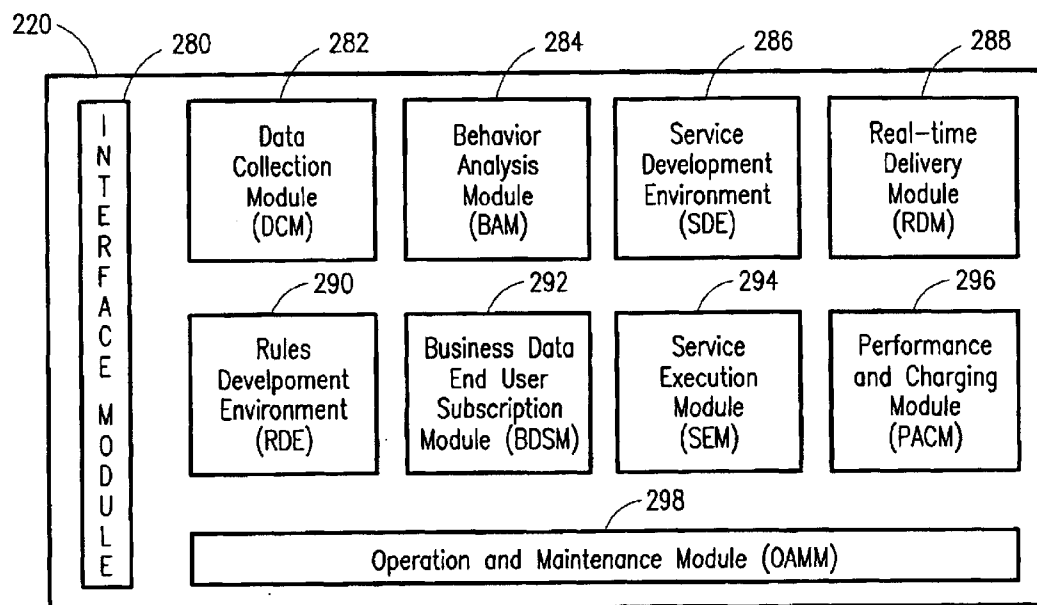 220
280
282
284
286
288
INTERFACE MODULE
Data
Collection
Module
(DCM)
Behavior
Analysis
Module
(BAM)
Service
Development
Environment
(SDE)
Real-time
Delivery
Module
(RDM)
290
292
294
296
Rules
Develpoment
Environment
(RDE)
Business Data
End User
Subscription
Module (BDSM)
Service
Execution
Module
(SEM)
Performance
and Charging
Module
(PACM)
298
Operation and Maintenance Module (OAMM)